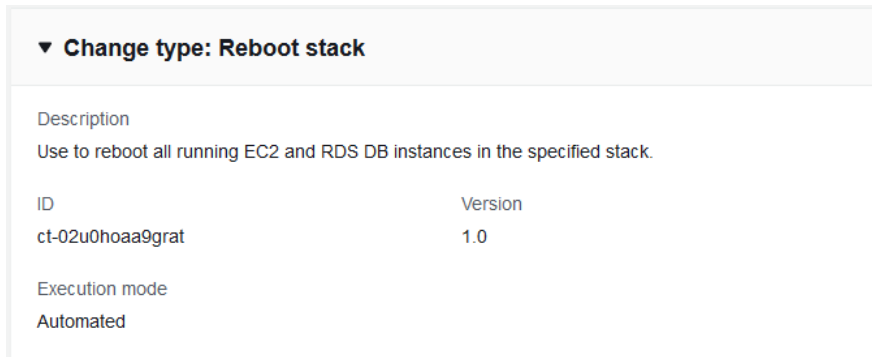 Change type: Reboot stack
Description
Use to reboot all running EC2 and RDS DB instances in the specified stack.
ID
Version
ct-02u0hoaa9grat
1.0
Execution mode
Automated